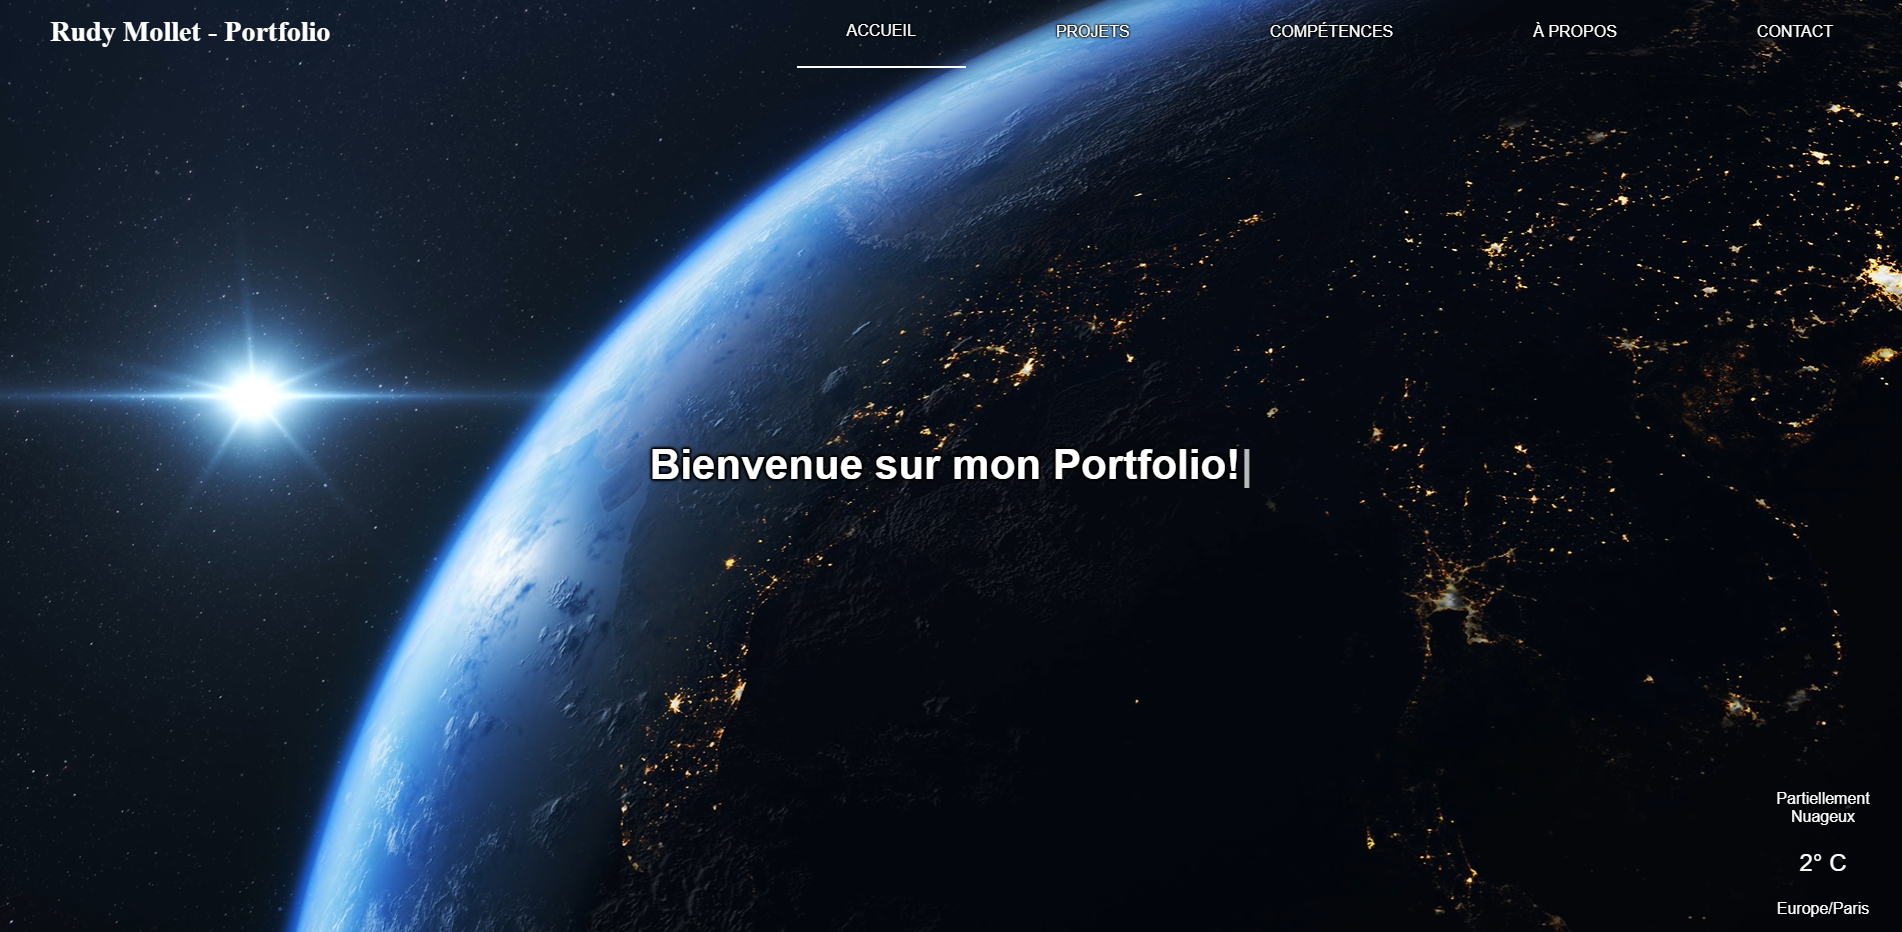 Rudy Mollet - Portfolio
ACCUEIL
PROJETS
COMPÉTENCES
À PROPOS
CONTACT
Bienvenue sur mon Portfolio!|
Partiellement
Nuageux
2° C
Europe/Paris